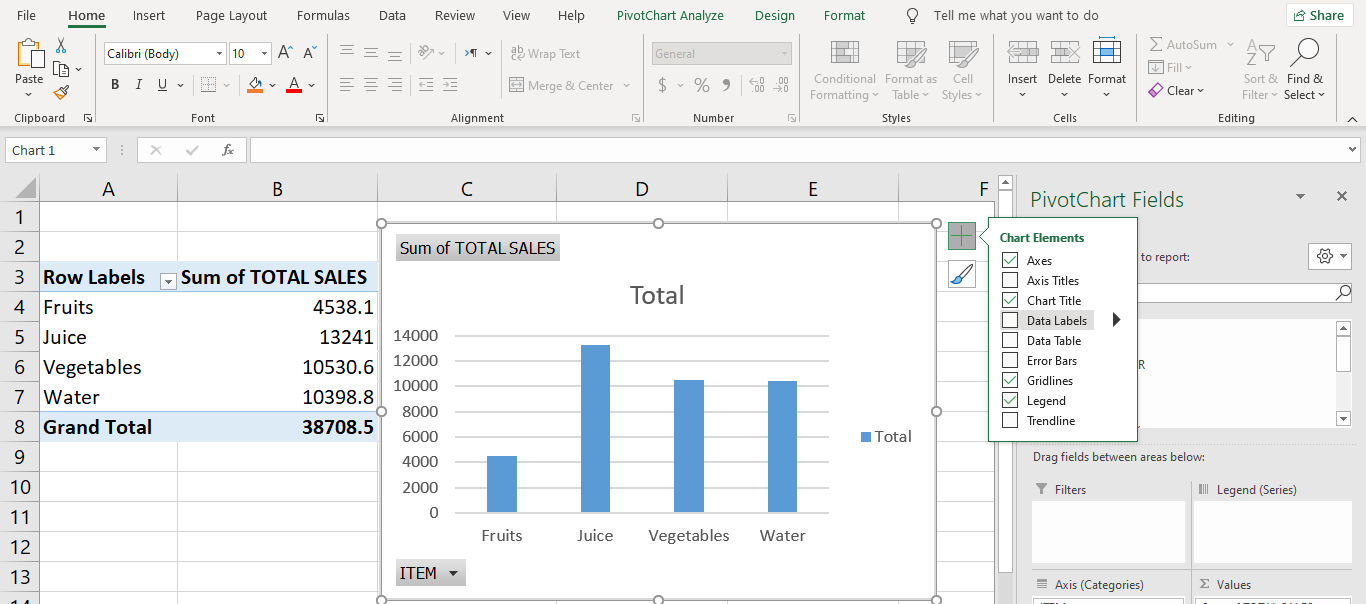 File Home Insert Page Layout Formulas Data Review View Help PivotChart Analyze Design Format Tell me what you want to do Share
Paste
Clipboard
Calibri (Body) 10 A A
B I U A
Font
ab Wrap Text
Merge & Center
Alignment
General
$ % ,
Number
Conditional Formatting
Format as Table
Cell Styles
Styles
Insert Delete Format
Cells
AutoSum
Fill
Clear
Sort & Filter
Find & Select
Editing
Chart 1 fx
A B C D E F
1
2
3 Row Labels Sum of TOTAL SALES
4 Fruits 4538.1
5 Juice 13241
6 Vegetables 10530.6
7 Water 10398.8
8 Grand Total 38708.5
9
10
11
12
13
Sum of TOTAL SALES
Total
14000
12000
10000
8000
6000
4000
2000
0
Fruits Juice Vegetables Water
Total
ITEM
Chart Elements
Axes
Axis Titles
Chart Title
Data Labels
Data Table
Error Bars
Gridlines
Legend
Trendline
PivotChart Fields
to report:
R
Drag fields between areas below:
Filters Legend (Series)
Axis (Categories) Σ Values